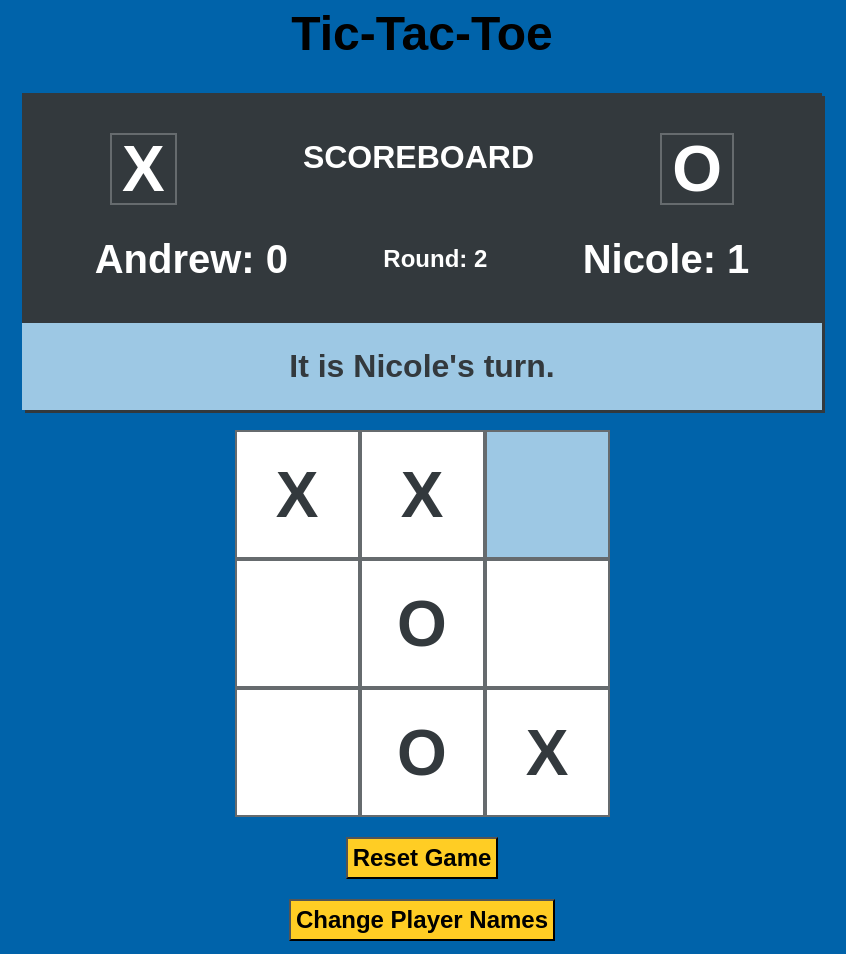 Tic-Tac-Toe
X SCOREBOARD O
Andrew: 0 Round: 2 Nicole: 1
It is Nicole's turn.
X X
O
O X
Reset Game
Change Player Names